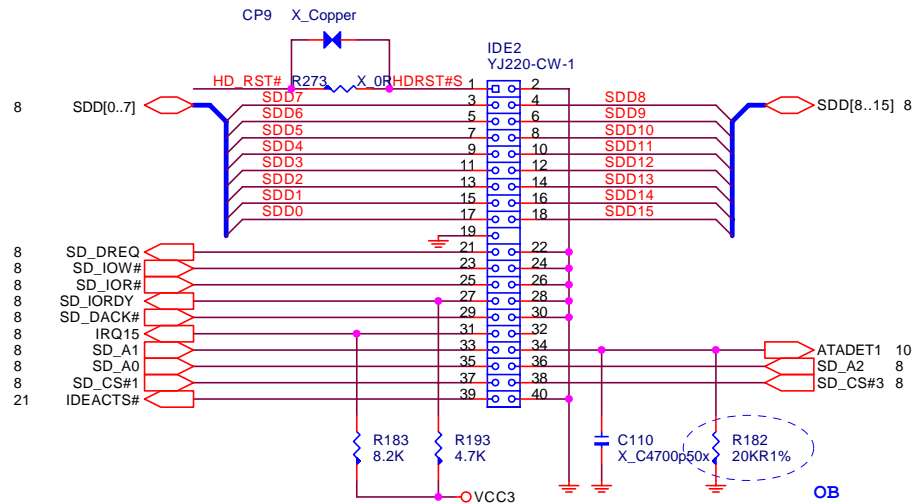 CP9 X_Copper
IDE2
YJ220-CW-1
HD_RST# R273 X_0R HDRST#S 1 2
8 SDD[0..7] SDD7 3 4 SDD8 SDD[8..15] 8
SDD6 5 6 SDD9
SDD5 7 8 SDD10
SDD4 9 10 SDD11
SDD3 11 12 SDD12
SDD2 13 14 SDD13
SDD1 15 16 SDD14
SDD0 17 18 SDD15
19
8 SD_DREQ 21 22
8 SD_IOW# 23 24
8 SD_IOR# 25 26
8 SD_IORDY 27 28
8 SD_DACK# 29 30
8 IRQ15 31 32
8 SD_A1 33 34 ATADET1 10
8 SD_A0 35 36 SD_A2 8
8 SD_CS#1 37 38 SD_CS#3 8
21 IDEACTS# 39 40
R183 R193 C110 R182
8.2K 4.7K X_C4700p50x 20KR1%
VCC3 OB